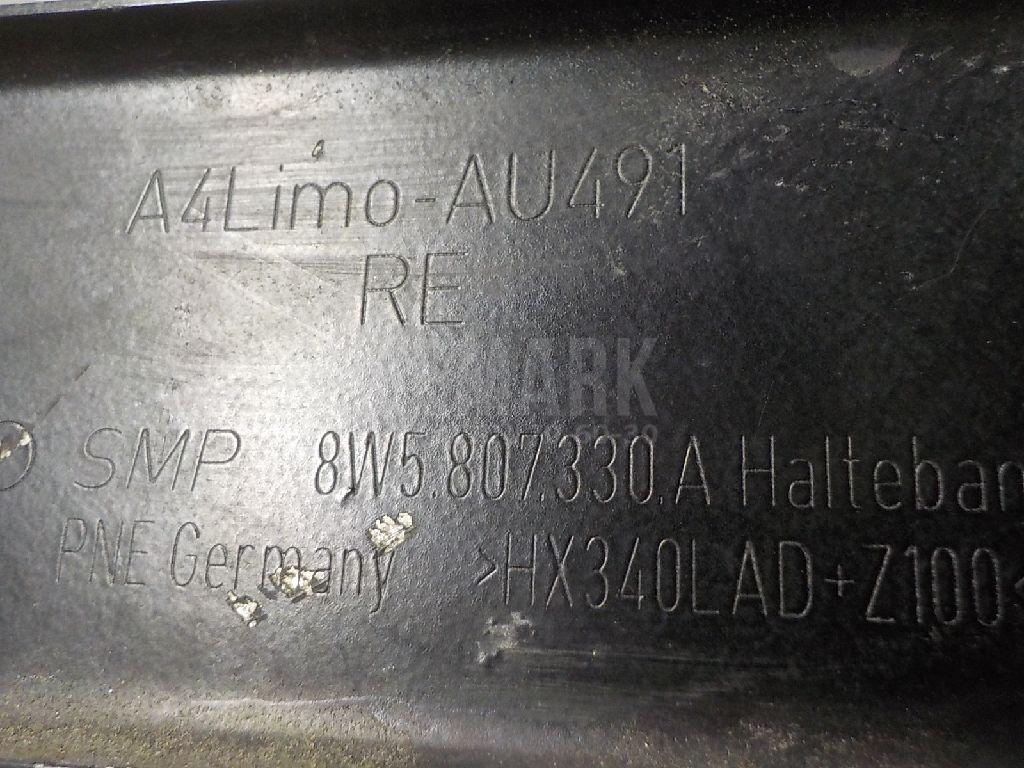 A4Limo-AU491
RE
SMP 8W5.807.330.A Halteban
PNE Germany >HX340LAD+Z100<